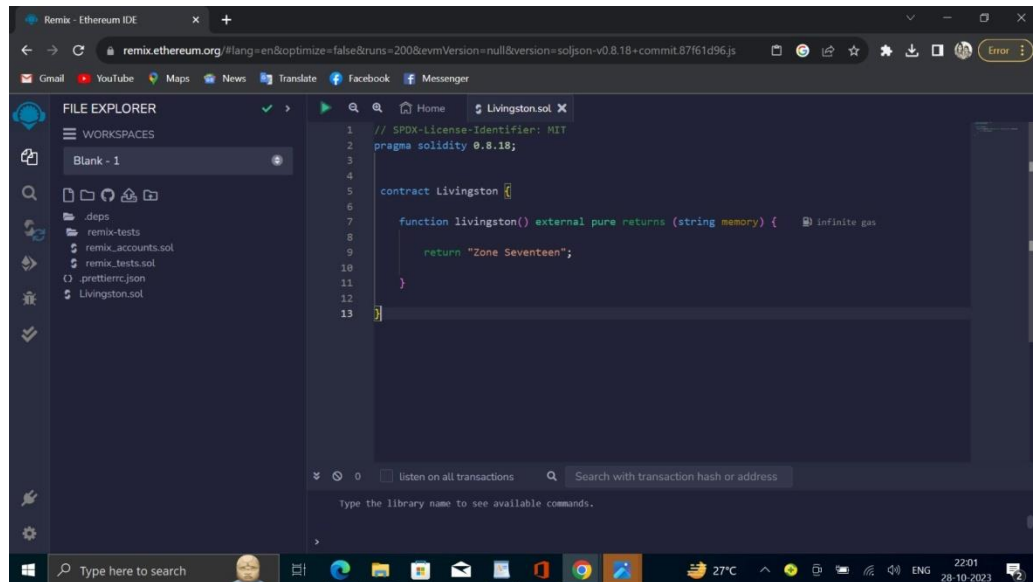 Remix - Ethereum IDE
remix.ethereum.org/#lang=en&optimize=false&runs=200&evmVersion=null&version=soljson-v0.8.18+commit.87f61d96.js
Error
Gmail YouTube Maps News Translate Facebook Messenger
FILE EXPLORER
WORKSPACES
Blank - 1
.deps
remix-tests
remix_accounts.sol
remix_tests.sol
.prettierrc.json
Livingston.sol
Home Livingston.sol
1 // SPDX-License-Identifier: MIT
2 pragma solidity 0.8.18;
3
4
5 contract Livingston {
6
7 function livingston() external pure returns (string memory) { infinite gas
8
9 return "Zone Seventeen";
10
11 }
12
13 }
0 listen on all transactions Search with transaction hash or address
Type the library name to see available commands.
>
Type here to search
27°C ENG 22:01
28-10-2023